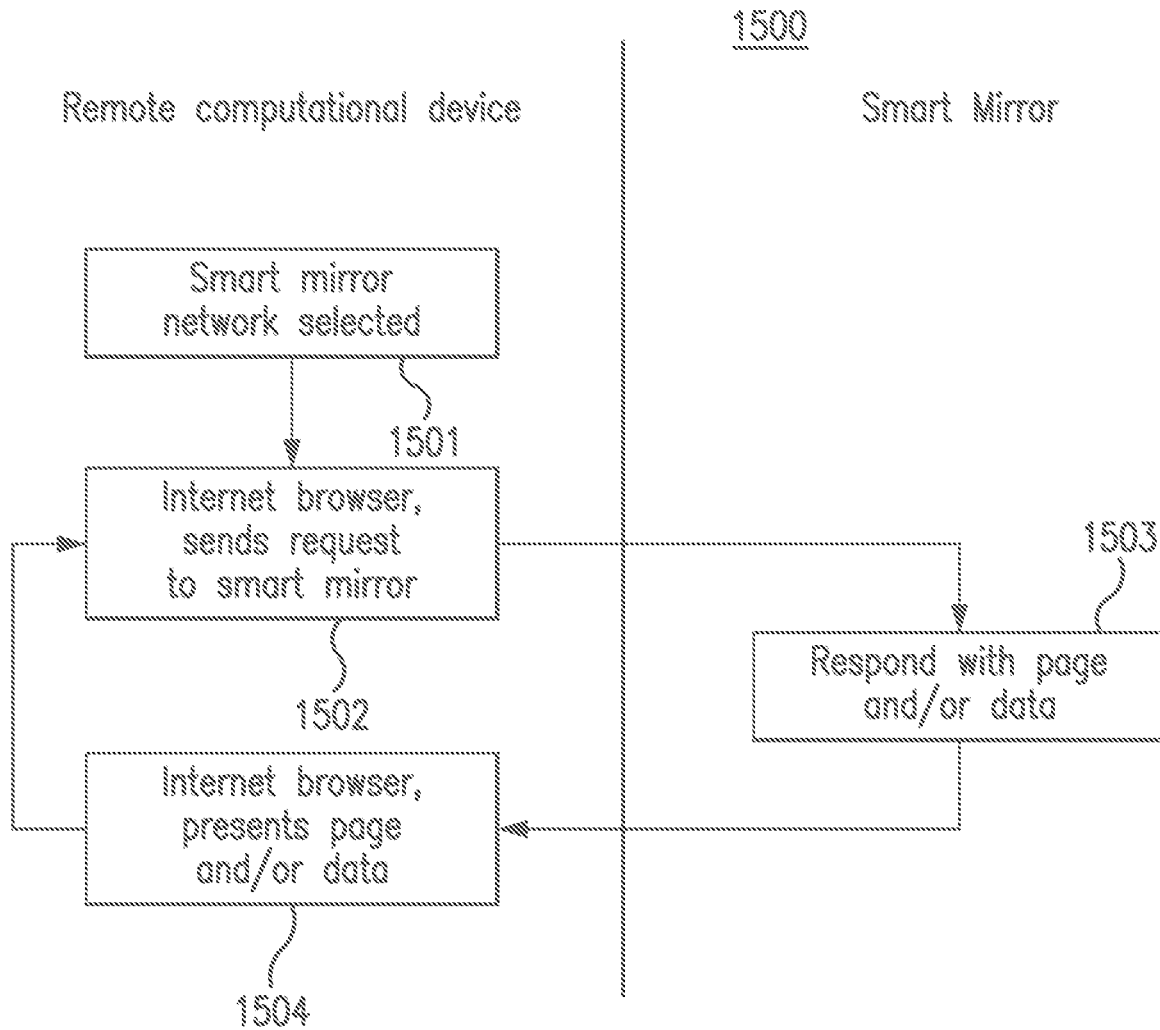 1500
Remote computational device
Smart Mirror
Smart mirror
network selected
1501
Internet browser,
sends request
to smart mirror
1502
1503
Respond with page
and/or data
Internet browser,
presents page
and/or data
1504